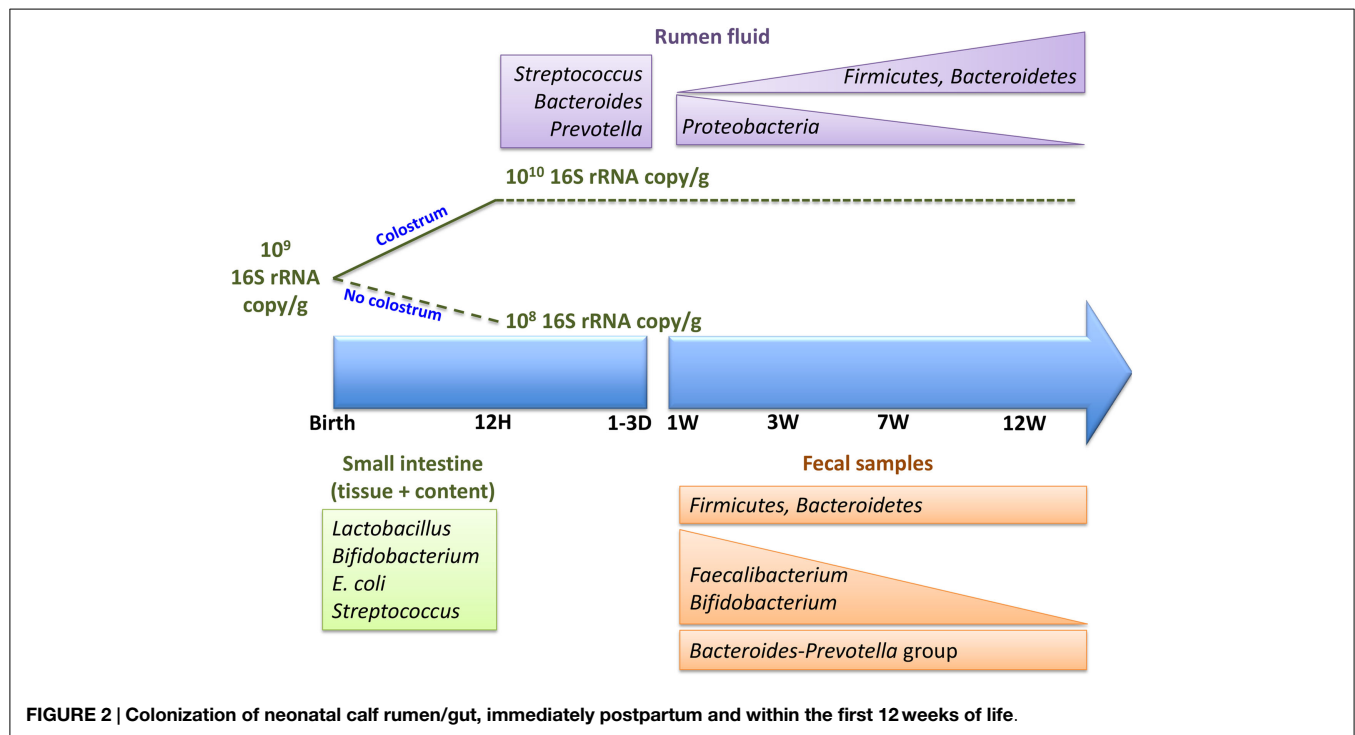 Rumen fluid
Streptococcus
Bacteroides
Prevotella
Firmicutes, Bacteroidetes
Proteobacteria
10¹⁰ 16S rRNA copy/g
Colostrum
10⁹
16S rRNA
copy/g
No colostrum
10⁸ 16S rRNA copy/g
Birth 12H 1-3D 1W 3W 7W 12W
Small intestine
(tissue + content)
Lactobacillus
Bifidobacterium
E. coli
Streptococcus
Fecal samples
Firmicutes, Bacteroidetes
Faecalibacterium
Bifidobacterium
Bacteroides-Prevotella group
FIGURE 2 | Colonization of neonatal calf rumen/gut, immediately postpartum and within the first 12 weeks of life.